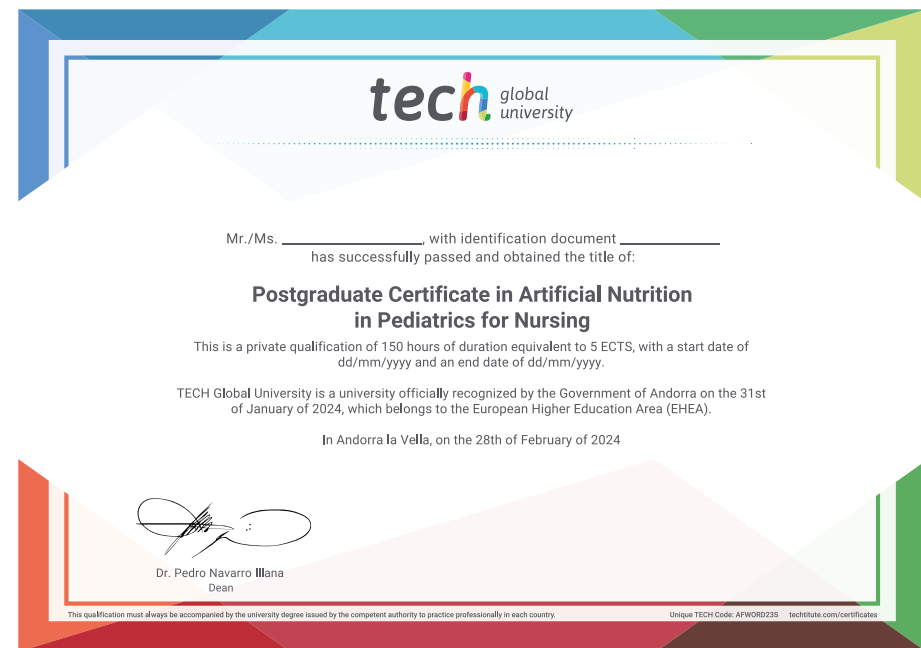 tech global university
Mr./Ms. ____________________, with identification document ______________
has successfully passed and obtained the title of:
Postgraduate Certificate in Artificial Nutrition
in Pediatrics for Nursing
This is a private qualification of 150 hours of duration equivalent to 5 ECTS, with a start date of
dd/mm/yyyy and an end date of dd/mm/yyyy.
TECH Global University is a university officially recognized by the Government of Andorra on the 31st
of January of 2024, which belongs to the European Higher Education Area (EHEA).
In Andorra la Vella, on the 28th of February of 2024
Dr. Pedro Navarro Illana
Dean
This qualification must always be accompanied by the university degree issued by the competent authority to practice professionally in each country.
Unique TECH Code: AFWORD23S techtitute.com/certificates